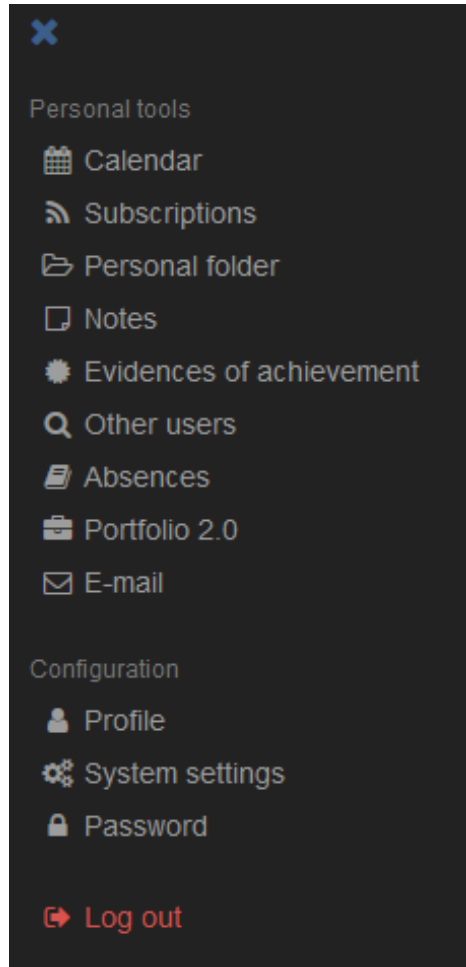 Personal tools
Calendar
Subscriptions
Personal folder
Notes
Evidences of achievement
Other users
Absences
Portfolio 2.0
E-mail
Configuration
Profile
System settings
Password
Log out